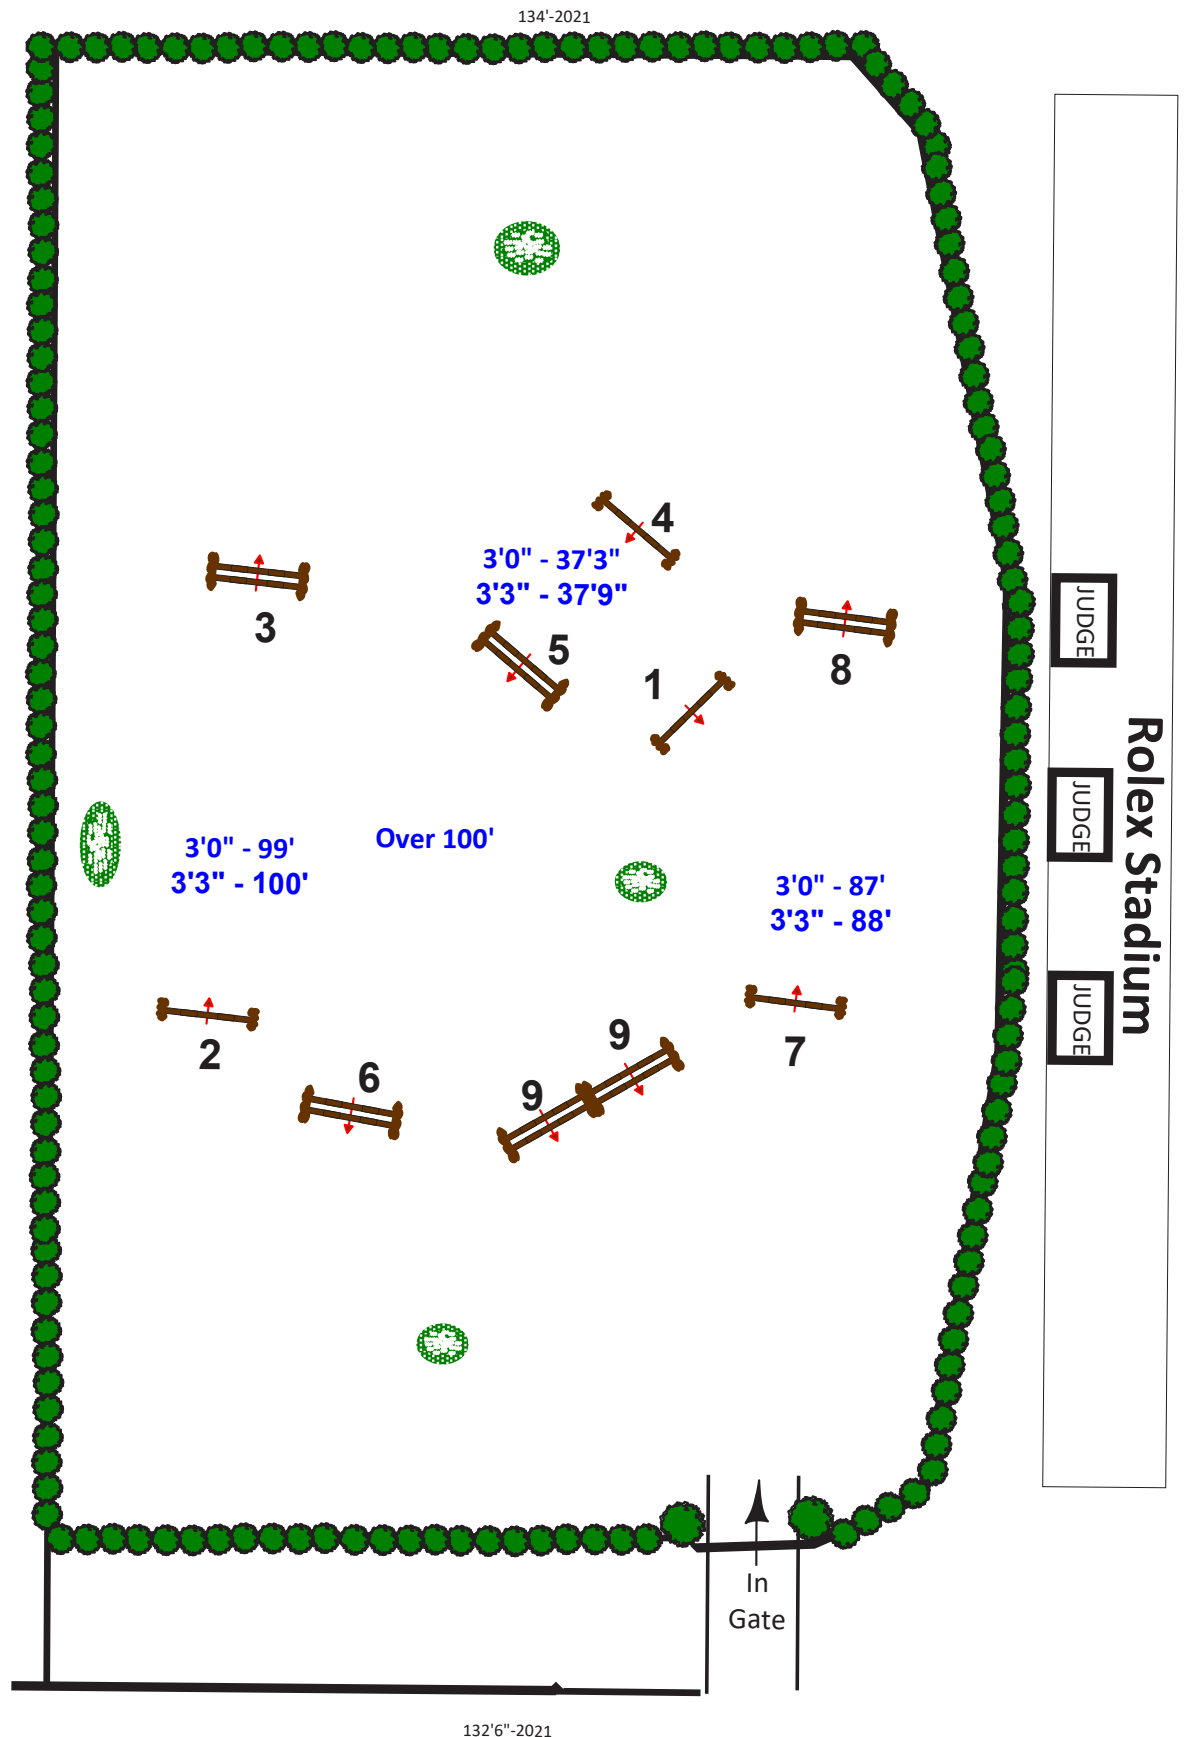 134'-2021
4
3'0" - 37'3"
3'3" - 37'9"
3
5
8
1
JUDGE
Rolex Stadium
JUDGE
Over 100'
3'0" - 99'
3'3" - 100'
3'0" - 87'
3'3" - 88'
JUDGE
9
2
7
6
9
In
Gate
132'6"-2021